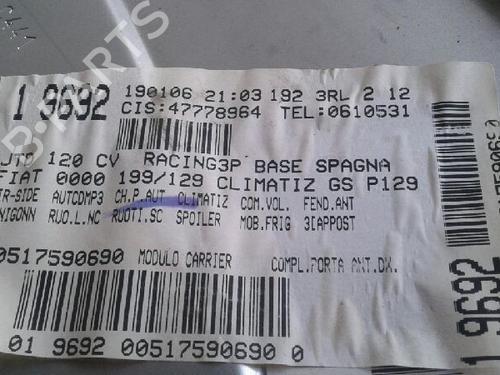 1 9692
190106 21:03 192 3RL 2 12
CIS:47778964 TEL:0610531
JTD 120 CV RACING3P BASE SPAGNA
FIAT 0000 199/129 CLIMATIZ GS P129
IR-SIDE AUTCDMP3 CH.P.AUT CLIMATIZ COM.VOL. FEND.ANT
NIGONN RUO.L.NC RUOTI.SC SPOILER MOB.FRIG 3IAPPOST
00517590690 MODULO CARRIER COMPL.PORTA ANT.DX.
01 9692 00517590690 0
1 9692
B-PARTS